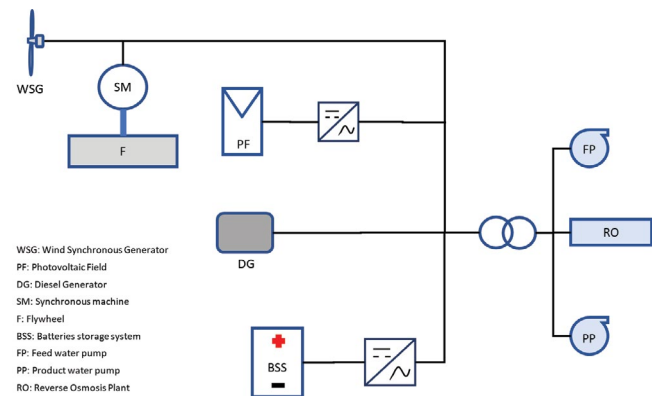 WSG
SM
F
PF
DG
BSS
FP
RO
PP
WSG: Wind Synchronous Generator
PF: Photovoltaic Field
DG: Diesel Generator
SM: Synchronous machine
F: Flywheel
BSS: Batteries storage system
FP: Feed water pump
PP: Product water pump
RO: Reverse Osmosis Plant